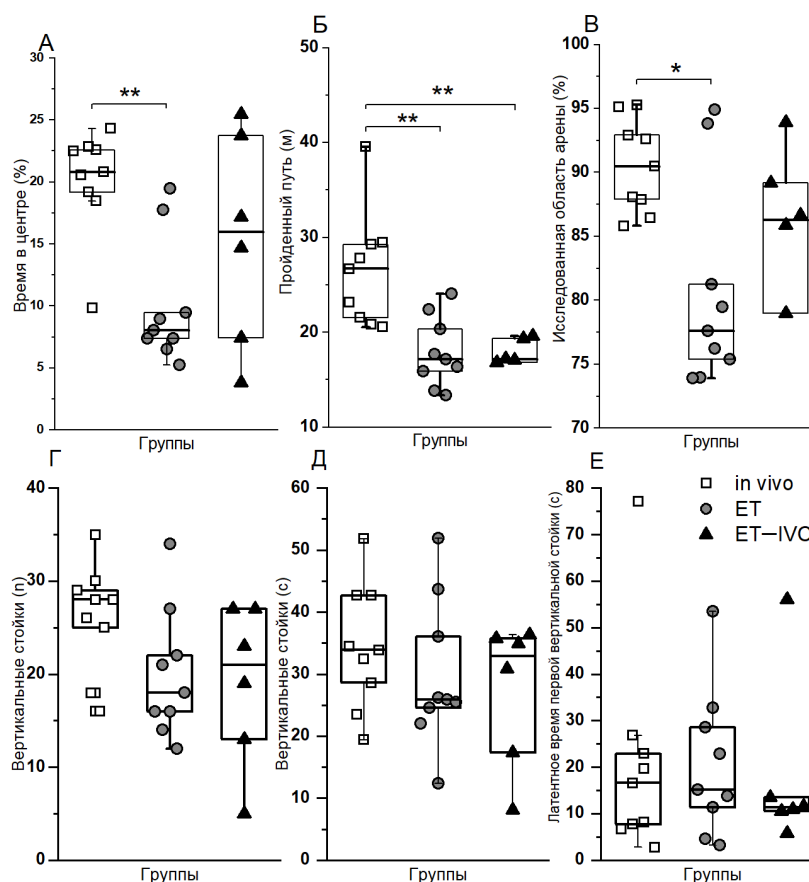 А
Время в центре (%)
30
25
20
15
10
5
0
**
Группы
Б
Пройденный путь (м)
50
40
30
20
10
**
**
Группы
В
Исследованная область арены (%)
100
95
90
85
80
75
70
*
Группы
Г
Вертикальные стойки (n)
40
30
20
10
0
Группы
Д
Вертикальные стойки (с)
60
50
40
30
20
10
0
Группы
Е
Латентное время первой вертикальной стойки (с)
80
70
60
50
40
30
20
10
0
in vivo
ET
ET–IVC
Группы